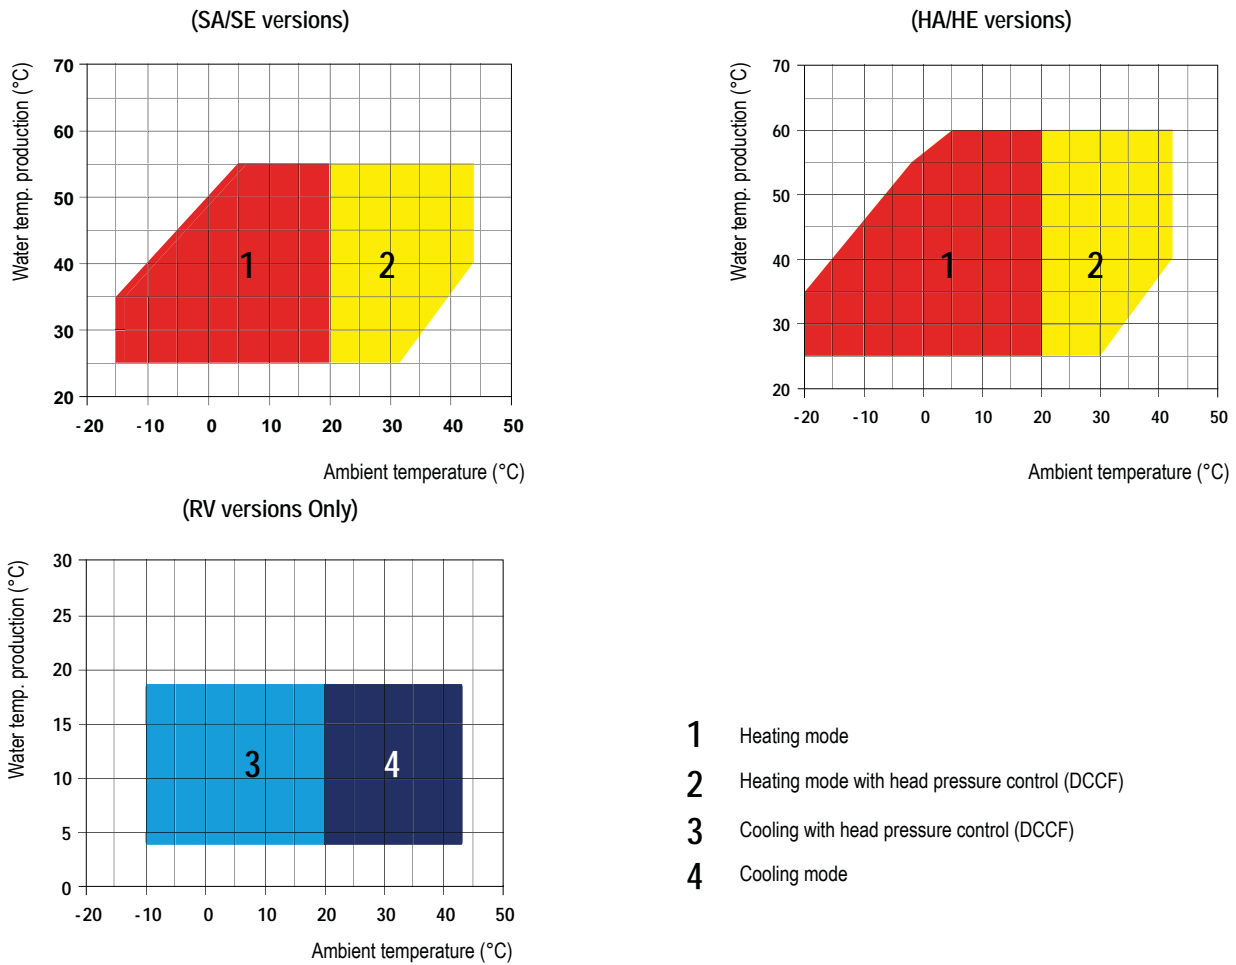 (SA/SE versions)
Water temp. production (°C)
70
60
50
40
30
20
1
2
-20 -10 0 10 20 30 40 50
Ambient temperature (°C)
(HA/HE versions)
Water temp. production (°C)
70
60
50
40
30
20
1
2
-20 -10 0 10 20 30 40 50
Ambient temperature (°C)
(RV versions Only)
Water temp. production (°C)
30
25
20
15
10
5
0
3
4
-20 -10 0 10 20 30 40 50
Ambient temperature (°C)
1 Heating mode
2 Heating mode with head pressure control (DCCF)
3 Cooling with head pressure control (DCCF)
4 Cooling mode